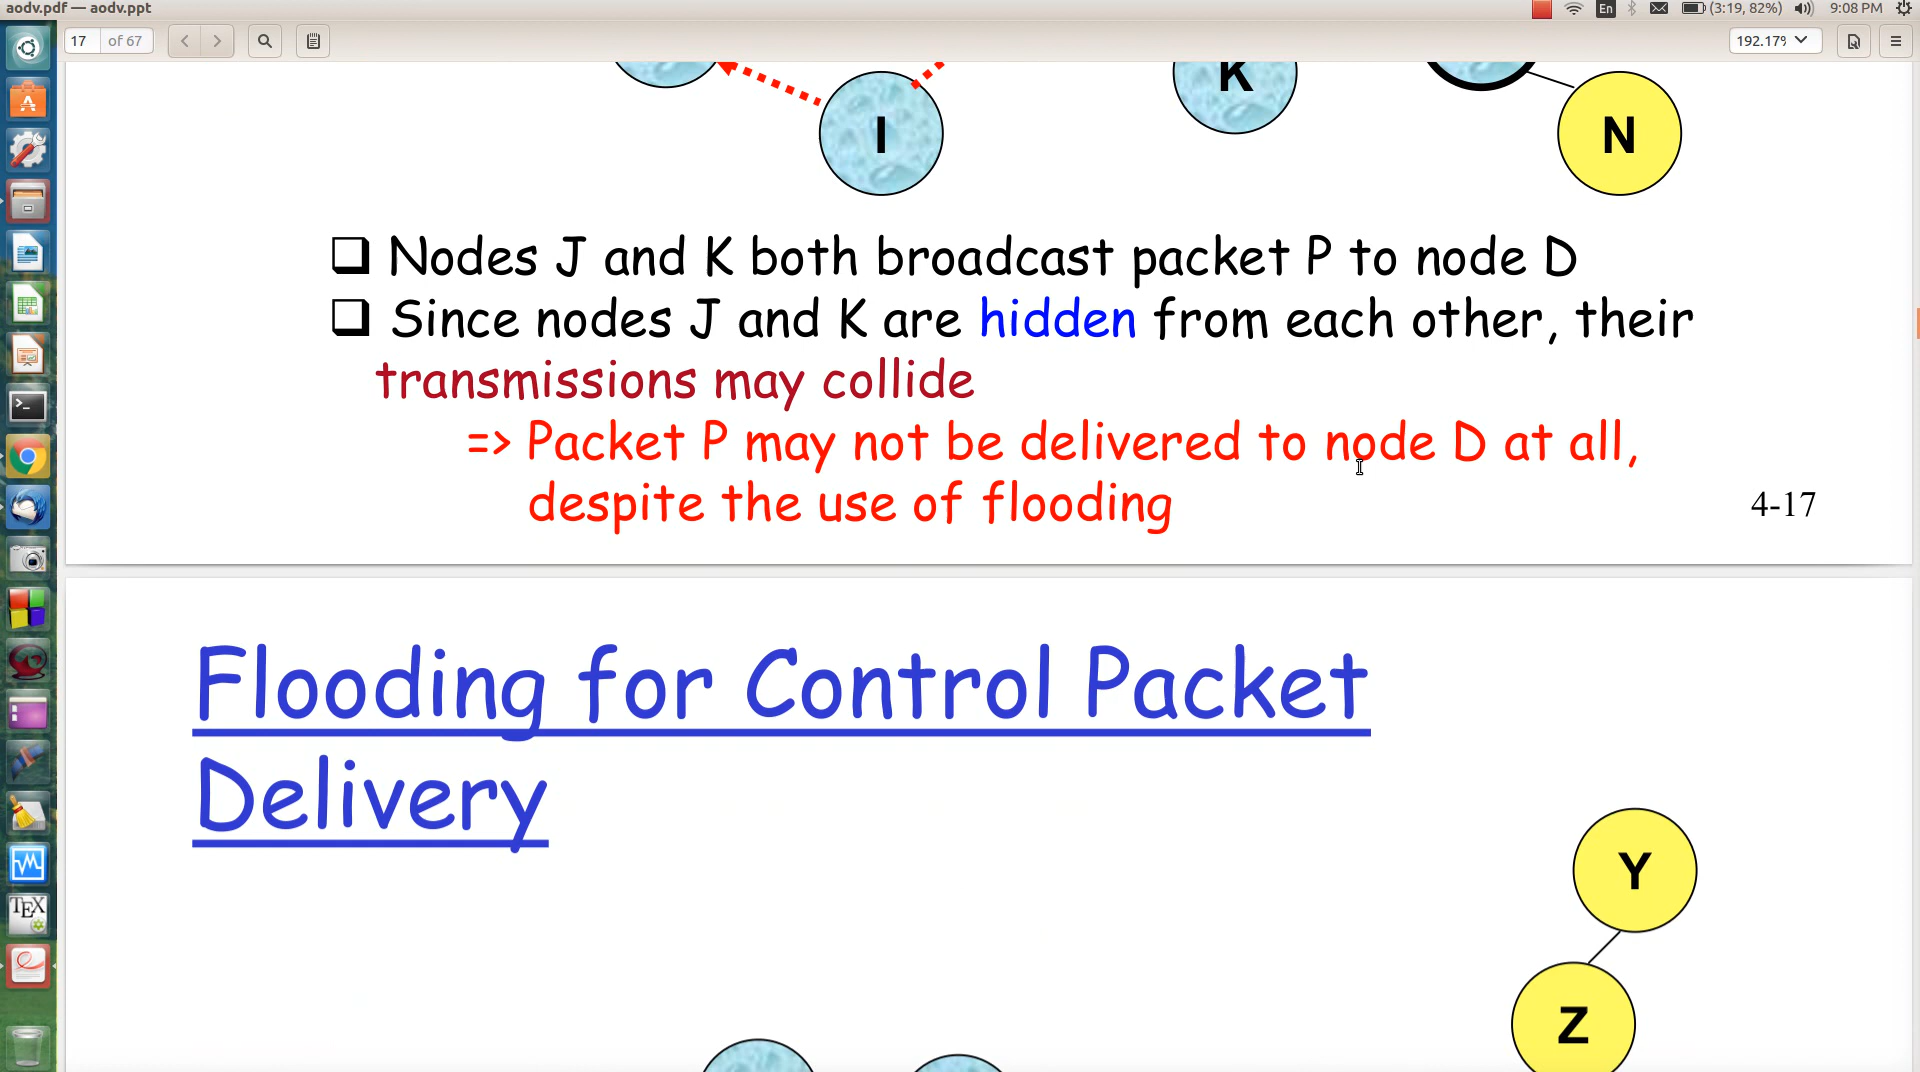 aodv.pdf — aodv.ppt
En
(3:19, 82%)
9:08 PM
17
of 67
192.17%
K
I
N
❑ Nodes J and K both broadcast packet P to node D
❑ Since nodes J and K are hidden from each other, their
transmissions may collide
=> Packet P may not be delivered to node D at all,
despite the use of flooding
4-17
Flooding for Control Packet
Delivery
Y
Z
TEX